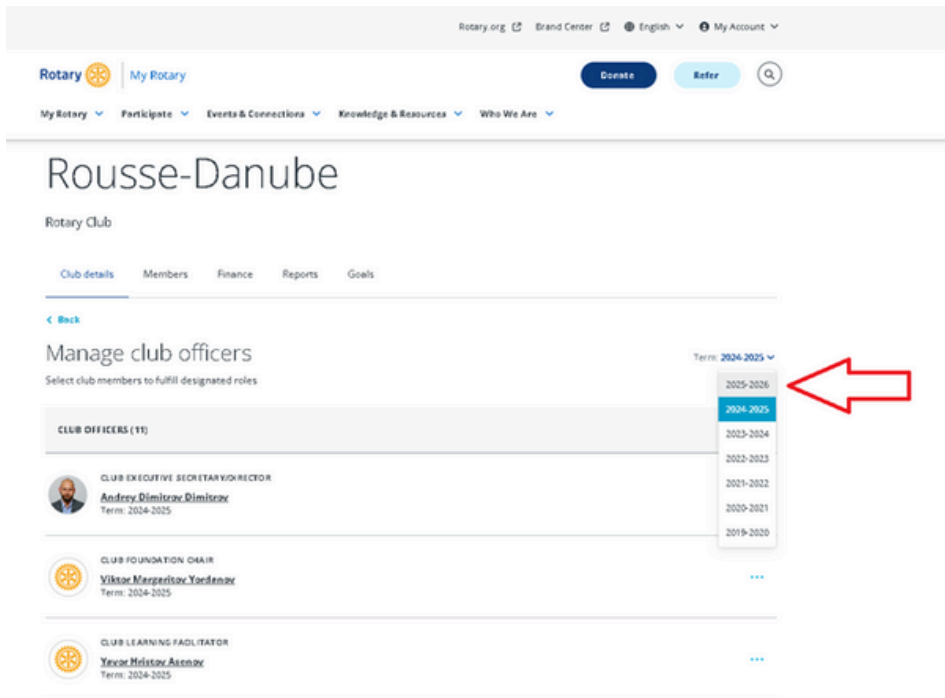 Rotary.org Brand Center English My Account
Rotary My Rotary Donate Refer
My Rotary Participate Events & Connections Knowledge & Resources Who We Are
Rousse-Danube
Rotary Club
Club details Members Finance Reports Goals
Back
Manage club officers
Term: 2024-2025
Select club members to fulfill designated roles
2025-2026
2024-2025
2023-2024
2022-2023
2021-2022
2020-2021
2019-2020
CLUB OFFICERS (11)
CLUB EXECUTIVE SECRETARY/DIRECTOR
Andrey Dimitrov Dimitrov
Term: 2024-2025
CLUB FOUNDATION CHAIR
Viktor Margaritov Yordanov
Term: 2024-2025
CLUB LEARNING FACILITATOR
Yavor Hristov Asenov
Term: 2024-2025